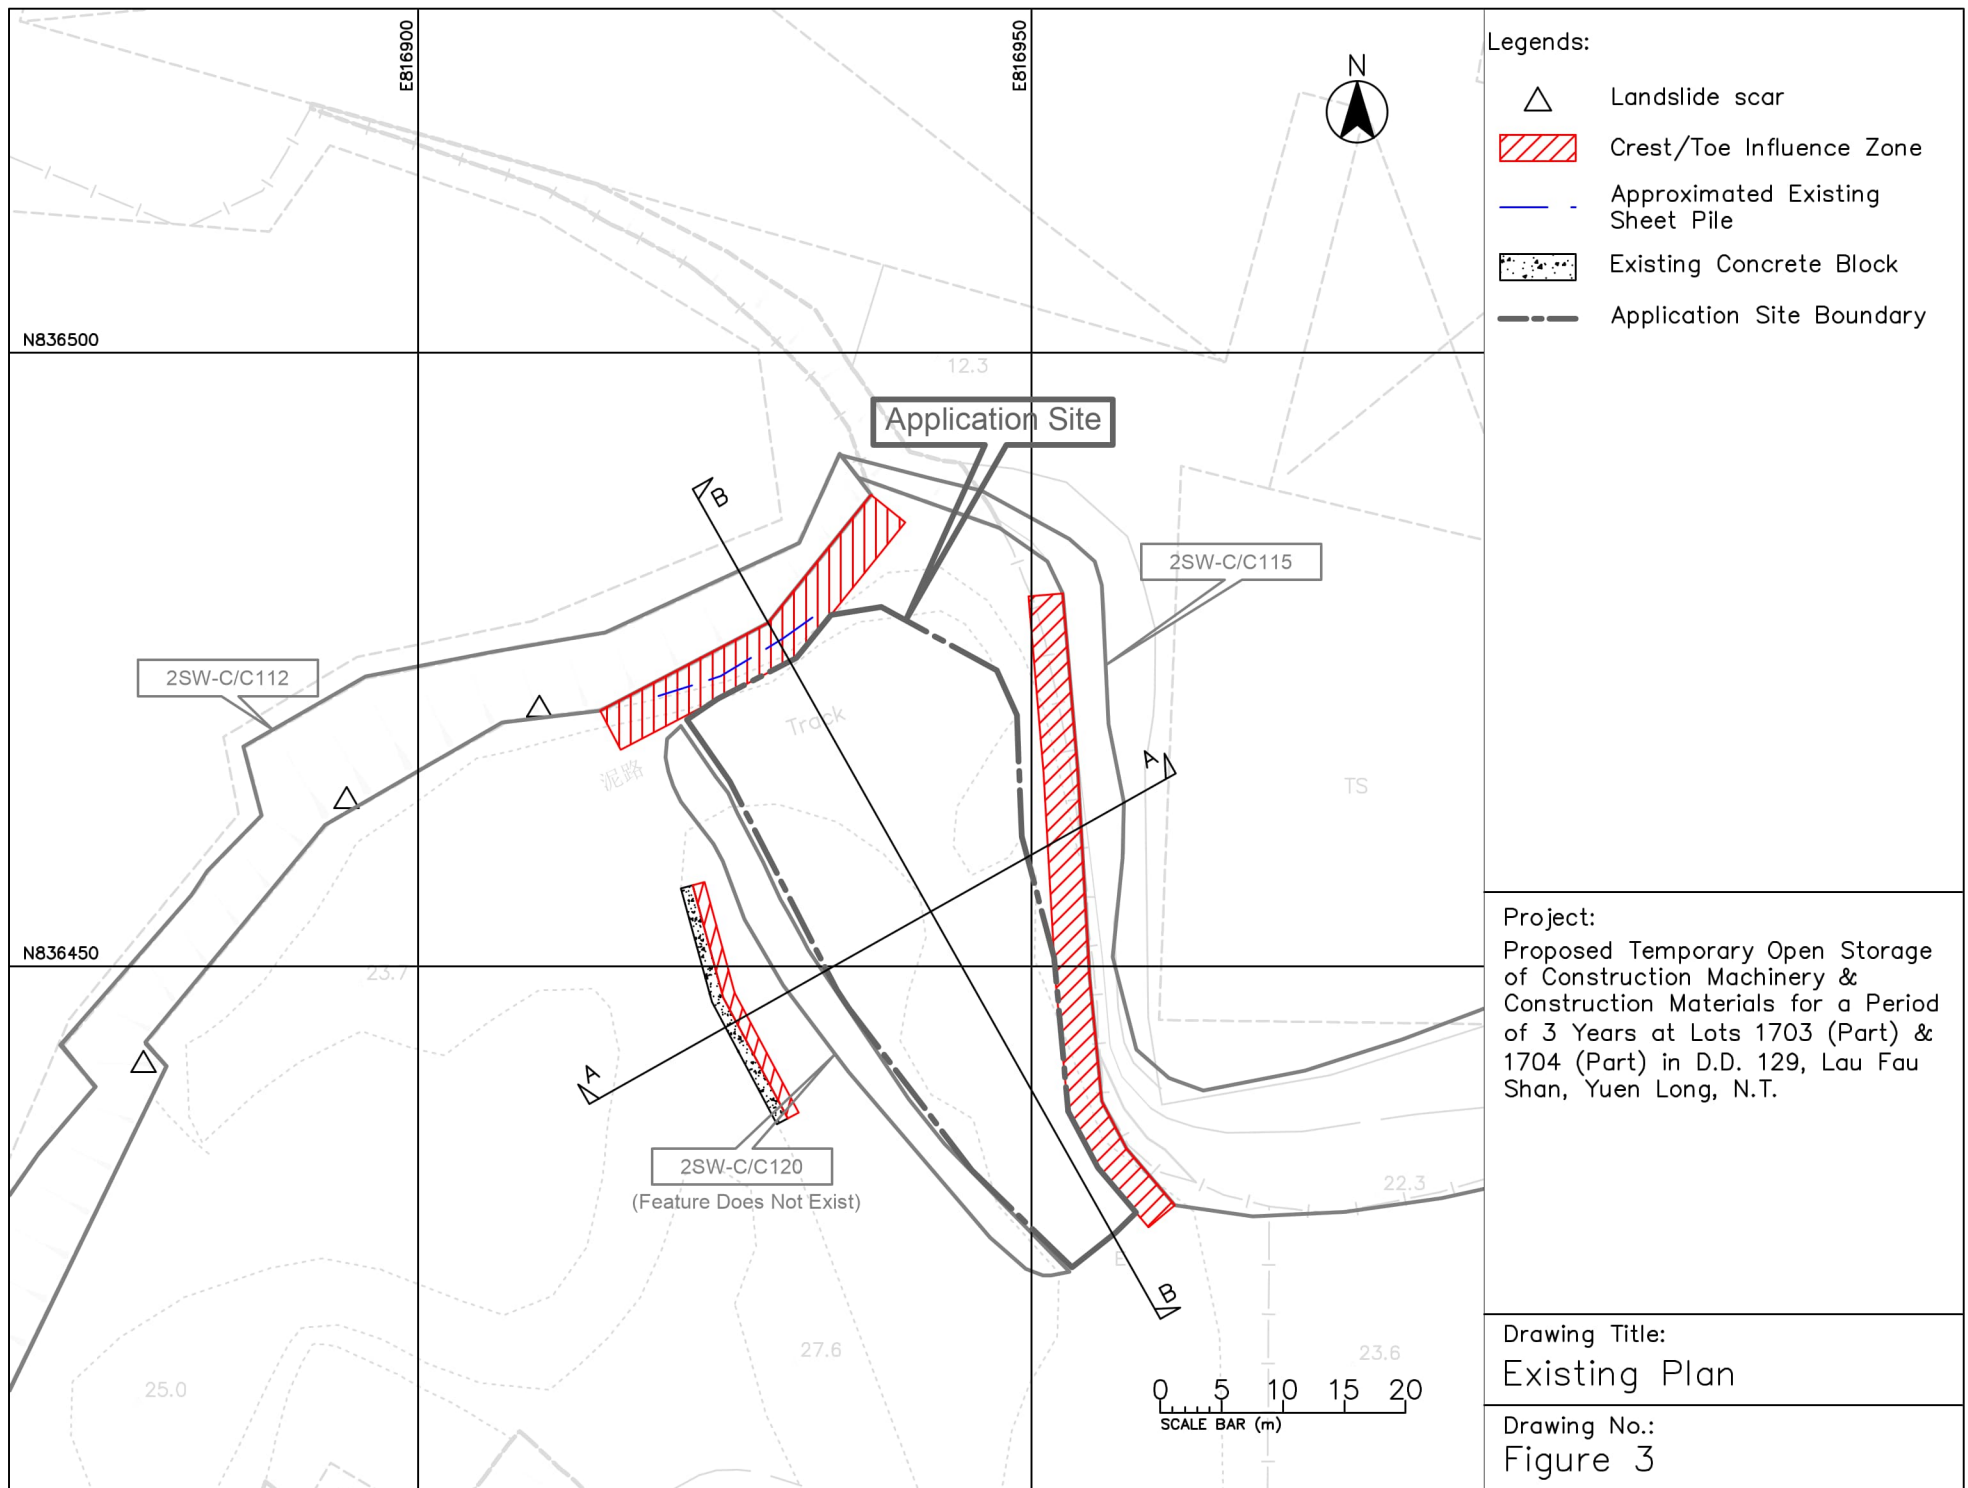 E816900
E816950
N
N836500
12.3
Application Site
B
2SW-C/C115
2SW-C/C112
Track
泥路
A
TS
N836450
23.7
A
2SW-C/C120
(Feature Does Not Exist)
22.3
B
27.6
23.6
25.0
0 5 10 15 20
SCALE BAR (m)
Legends:
Landslide scar
Crest/Toe Influence Zone
Approximated Existing
Sheet Pile
Existing Concrete Block
Application Site Boundary
Project:
Proposed Temporary Open Storage
of Construction Machinery &
Construction Materials for a Period
of 3 Years at Lots 1703 (Part) &
1704 (Part) in D.D. 129, Lau Fau
Shan, Yuen Long, N.T.
Drawing Title:
Existing Plan
Drawing No.:
Figure 3